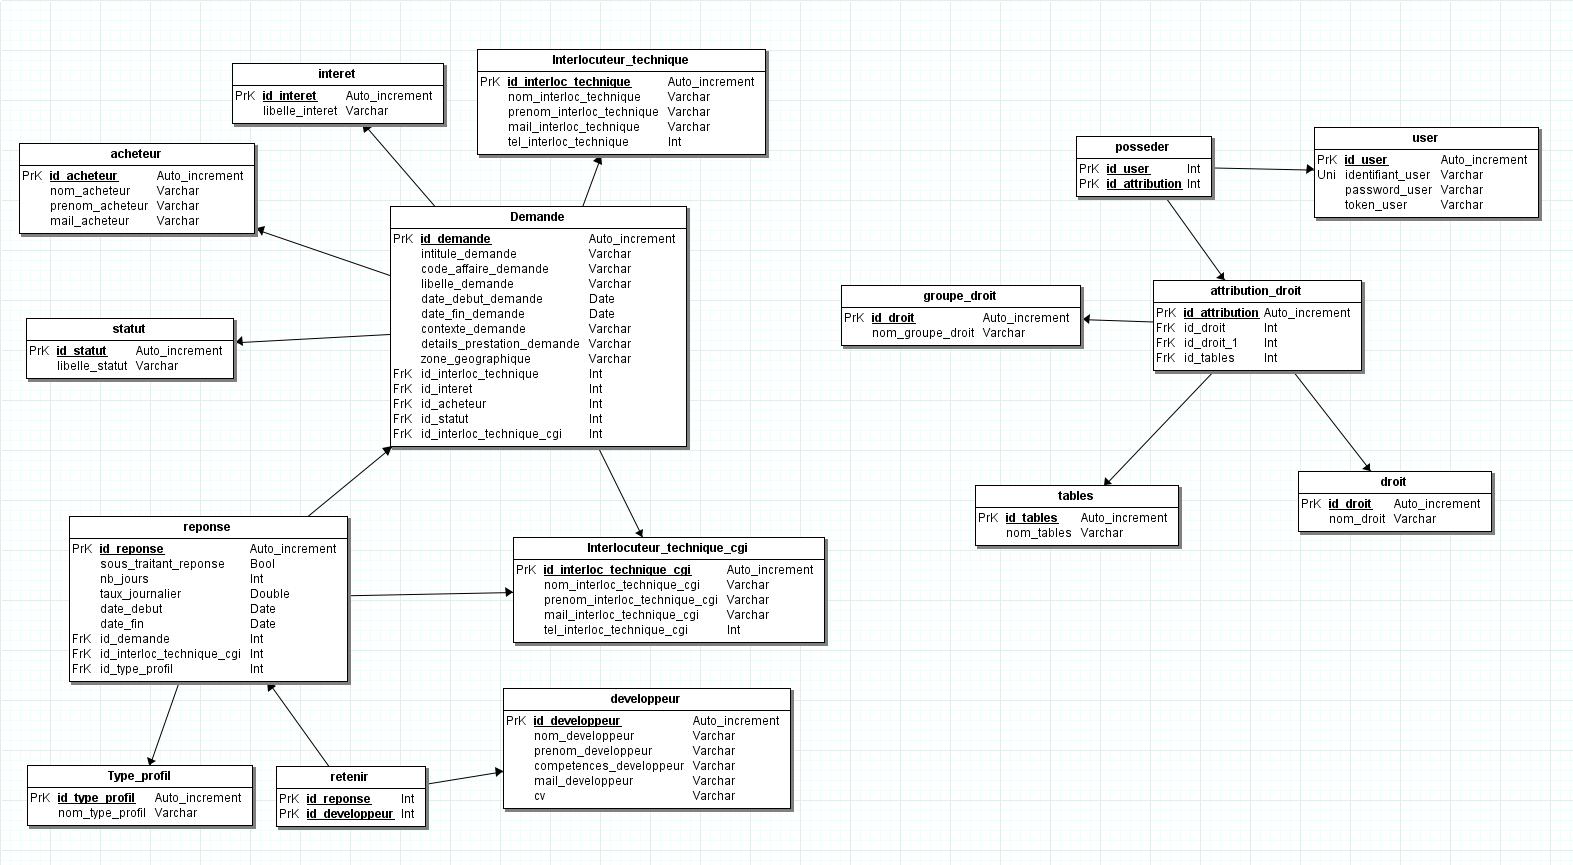 interet
PrK id_interet Auto_increment
libelle_interet Varchar
Interlocuteur_technique
PrK id_interloc_technique Auto_increment
nom_interloc_technique Varchar
prenom_interloc_technique Varchar
mail_interloc_technique Varchar
tel_interloc_technique Int
acheteur
PrK id_acheteur Auto_increment
nom_acheteur Varchar
prenom_acheteur Varchar
mail_acheteur Varchar
Demande
PrK id_demande Auto_increment
intitule_demande Varchar
code_affaire_demande Varchar
libelle_demande Varchar
date_debut_demande Date
date_fin_demande Date
contexte_demande Varchar
details_prestation_demande Varchar
zone_geographique Varchar
FrK id_interloc_technique Int
FrK id_interet Int
FrK id_acheteur Int
FrK id_statut Int
FrK id_interloc_technique_cgi Int
statut
PrK id_statut Auto_increment
libelle_statut Varchar
reponse
PrK id_reponse Auto_increment
sous_traitant_reponse Bool
nb_jours Int
taux_journalier Double
date_debut Date
date_fin Date
FrK id_demande Int
FrK id_interloc_technique_cgi Int
FrK id_type_profil Int
Interlocuteur_technique_cgi
PrK id_interloc_technique_cgi Auto_increment
nom_interloc_technique_cgi Varchar
prenom_interloc_technique_cgi Varchar
mail_interloc_technique_cgi Varchar
tel_interloc_technique_cgi Int
developpeur
PrK id_developpeur Auto_increment
nom_developpeur Varchar
prenom_developpeur Varchar
competences_developpeur Varchar
mail_developpeur Varchar
cv Varchar
Type_profil
PrK id_type_profil Auto_increment
nom_type_profil Varchar
retenir
PrK id_reponse Int
PrK id_developpeur Int
posseder
PrK id_user Int
PrK id_attribution Int
user
PrK id_user Auto_increment
Uni identifiant_user Varchar
password_user Varchar
token_user Varchar
groupe_droit
PrK id_droit Auto_increment
nom_groupe_droit Varchar
attribution_droit
PrK id_attribution Auto_increment
FrK id_droit Int
FrK id_droit_1 Int
FrK id_tables Int
tables
PrK id_tables Auto_increment
nom_tables Varchar
droit
PrK id_droit Auto_increment
nom_droit Varchar